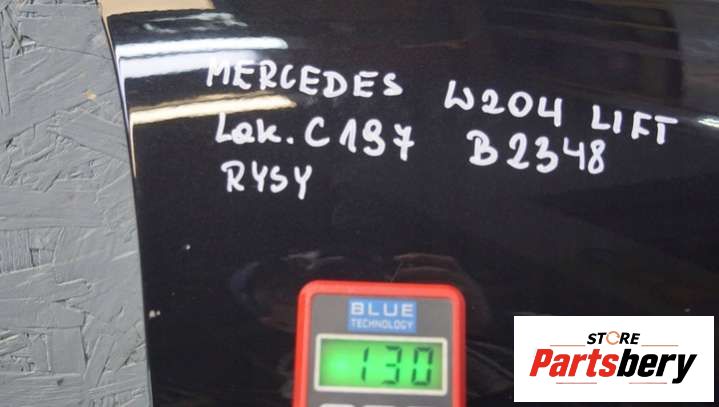 MERCEDES W204 LIFT
Lak. C197 B2348
RYSY
BLUE
TECHNOLOGY
130
STORE
Partsbery